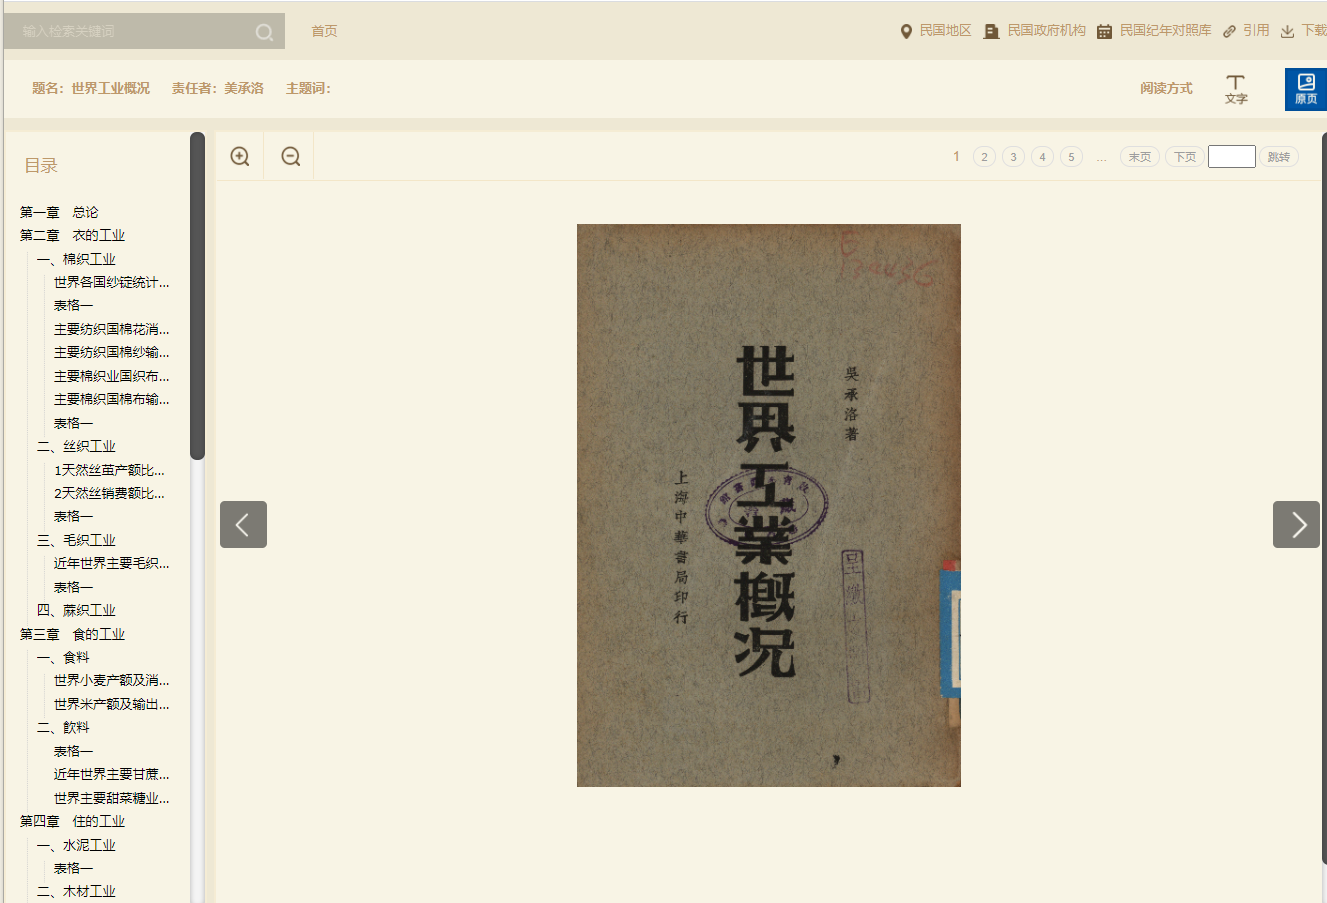 输入检索关键词
首页
民国地区
民国政府机构
民国纪年对照库
引用
下载
题名：世界工业概况
责任者：美承洛
主题词：
阅读方式
文字
原页
目录
1
2
3
4
5
...
末页
下页
跳转
第一章 总论
第二章 衣的工业
一、棉织工业
世界各国纱锭统计...
表格一
主要纺织国棉花消...
主要纺织国棉纱输...
主要棉织业国织布...
主要棉织国棉布输...
表格一
二、丝织工业
1天然丝茧产额比...
2天然丝销费额比...
表格一
三、毛织工业
近年世界主要毛织...
表格一
四、蔴织工业
第三章 食的工业
一、食料
世界小麦产额及消...
世界米产额及输出...
二、飲料
表格一
近年世界主要甘蔗...
世界主要甜菜糖业...
第四章 住的工业
一、水泥工业
表格一
二、木材工业
吳承洛著
世界工業概况
上海中華書局印行